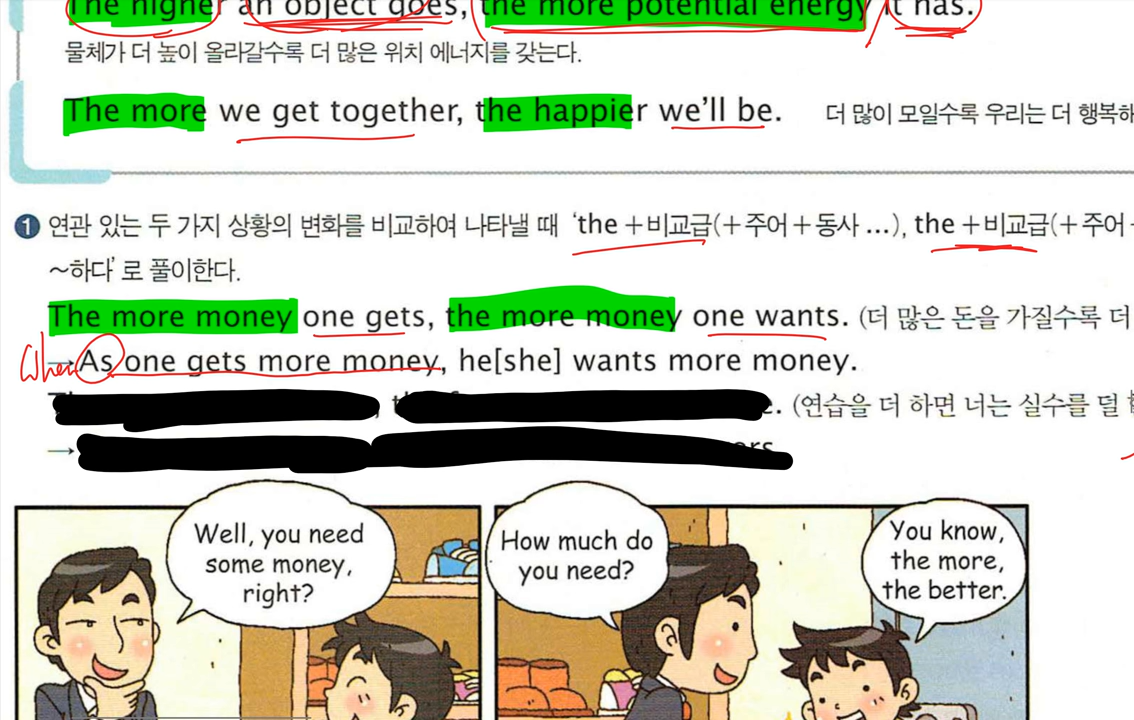 The higher an object goes, the more potential energy it has.
물체가 더 높이 올라갈수록 더 많은 위치 에너지를 갖는다.
The more we get together, the happier we'll be. 더 많이 모일수록 우리는 더 행복해
1 연관 있는 두 가지 상황의 변화를 비교하여 나타낼 때 ‘the+비교급(+주어+동사 ...), the+비교급(+주어
~하다’로 풀이한다.
The more money one gets, the more money one wants. (더 많은 돈을 가질수록 더
When
→ As one gets more money, he[she] wants more money.
(연습을 더 하면 너는 실수를 덜
→
Well, you need
some money,
right?
How much do
you need?
You know,
the more,
the better.